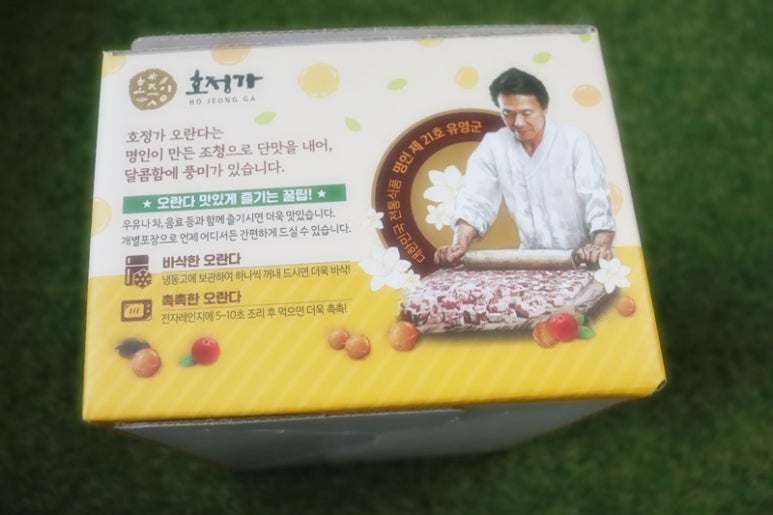 호정가
HO JEONG GA
호정가 오란다는
명인이 만든 조청으로 단맛을 내어,
달콤함에 풍미가 있습니다.
★ 오란다 맛있게 즐기는 꿀팁! ★
우유나 차, 음료 등과 함께 즐기시면 더욱 맛있습니다.
개별포장으로 언제 어디서든 간편하게 드실 수 있습니다.
바삭한 오란다
냉동고에 보관하여 하나씩 꺼내 드시면 더욱 바삭!
촉촉한 오란다
전자레인지에 5~10초 조리 후 먹으면 더욱 촉촉!
대한민국 전통식품 명인 제 21호 유영군